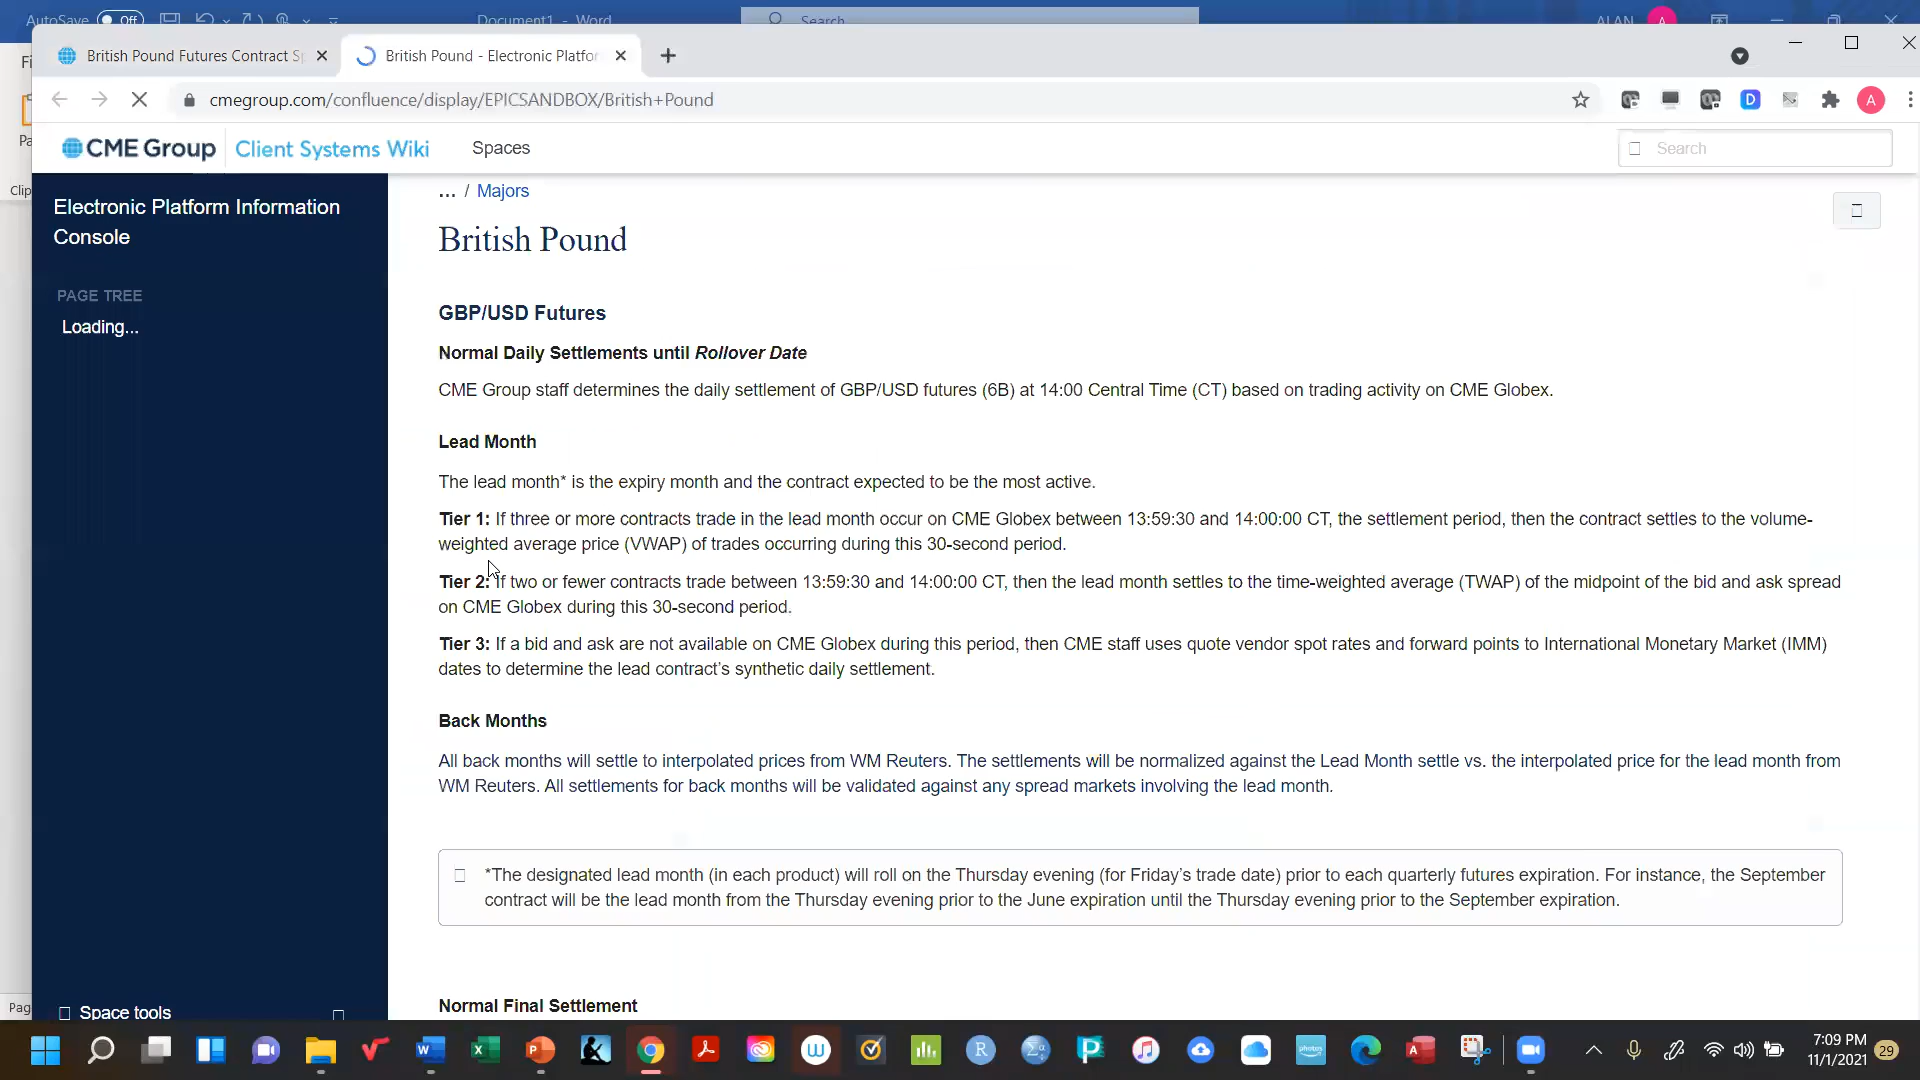 AutoSave Off Document1 - Word Search ALAN A
British Pound Futures Contract Sp British Pound - Electronic Platfor
cmegroup.com/confluence/display/EPICSANDBOX/British+Pound D A
CME Group Client Systems Wiki Spaces Search
Clip
... / Majors
Electronic Platform Information
Console
British Pound
PAGE TREE
Loading...
GBP/USD Futures
Normal Daily Settlements until Rollover Date
CME Group staff determines the daily settlement of GBP/USD futures (6B) at 14:00 Central Time (CT) based on trading activity on CME Globex.
Lead Month
The lead month* is the expiry month and the contract expected to be the most active.
Tier 1: If three or more contracts trade in the lead month occur on CME Globex between 13:59:30 and 14:00:00 CT, the settlement period, then the contract settles to the volume-
weighted average price (VWAP) of trades occurring during this 30-second period.
Tier 2: If two or fewer contracts trade between 13:59:30 and 14:00:00 CT, then the lead month settles to the time-weighted average (TWAP) of the midpoint of the bid and ask spread
on CME Globex during this 30-second period.
Tier 3: If a bid and ask are not available on CME Globex during this period, then CME staff uses quote vendor spot rates and forward points to International Monetary Market (IMM)
dates to determine the lead contract's synthetic daily settlement.
Back Months
All back months will settle to interpolated prices from WM Reuters. The settlements will be normalized against the Lead Month settle vs. the interpolated price for the lead month from
WM Reuters. All settlements for back months will be validated against any spread markets involving the lead month.
*The designated lead month (in each product) will roll on the Thursday evening (for Friday's trade date) prior to each quarterly futures expiration. For instance, the September
contract will be the lead month from the Thursday evening prior to the June expiration until the Thursday evening prior to the September expiration.
Normal Final Settlement
Space tools
7:09 PM
11/1/2021 29